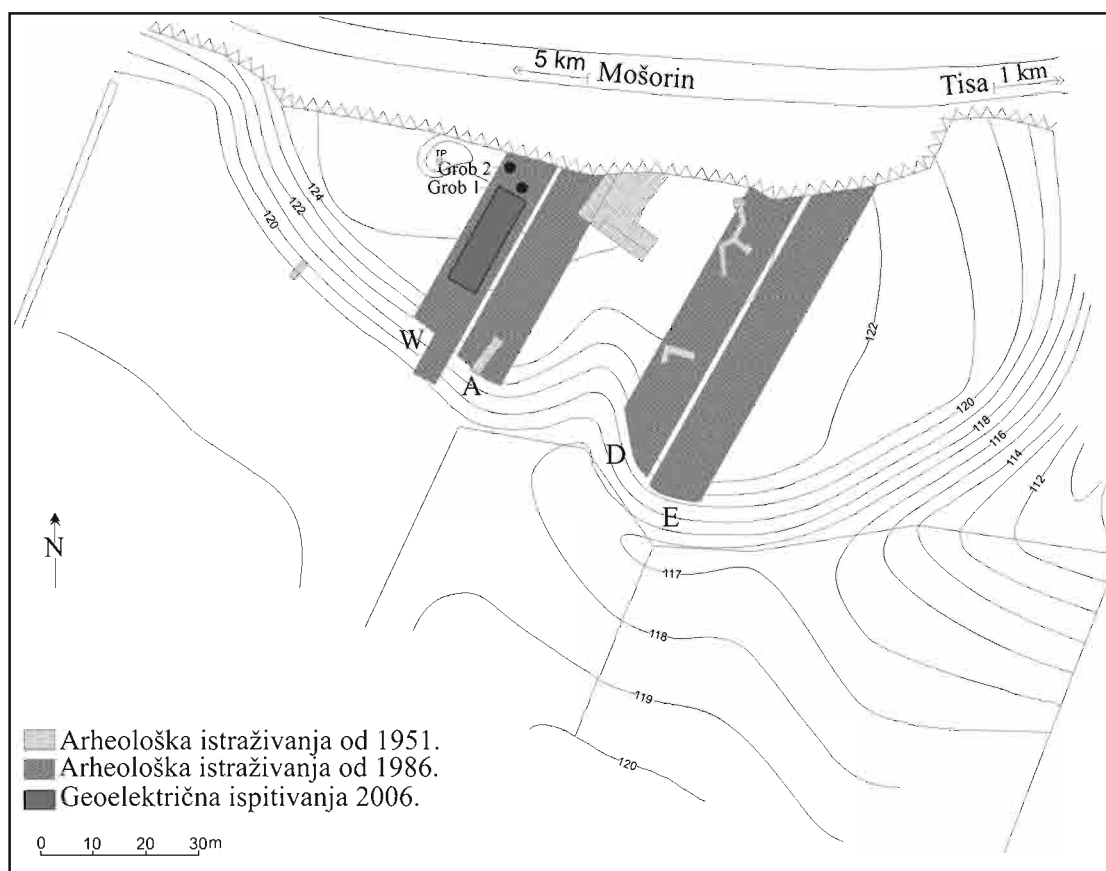 5 km Mošorin
Tisa 1 km
TP
Grob 2
Grob 1
124
122
120
W
A
D
E
122
120
118
116
114
112
117
118
119
120
N
Arheološka istraživanja od 1951.
Arheološka istraživanja od 1986.
Geoelektrična ispitivanja 2006.
0 10 20 30m